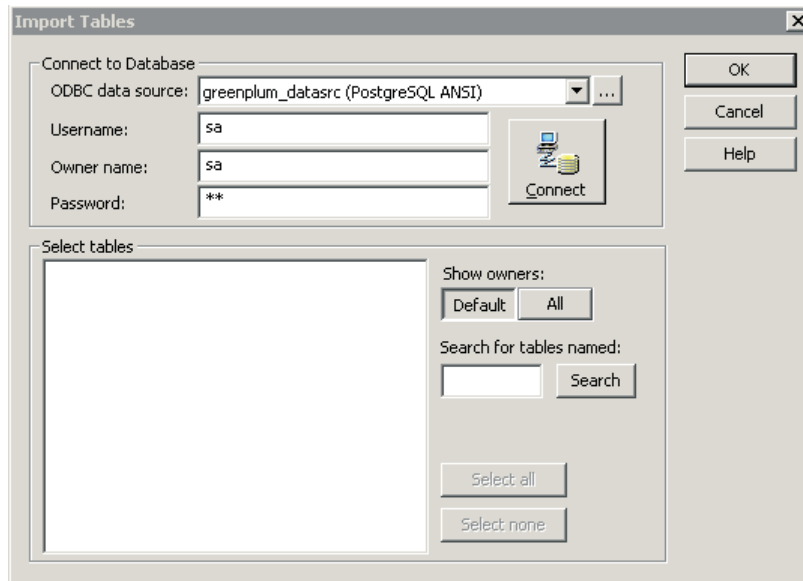 Import Tables
Connect to Database
OK
ODBC data source: greenplum_datasrc (PostgreSQL ANSI) ...
Cancel
Username: sa
Help
Owner name: sa
Connect
Password: **
Select tables
Show owners:
Default All
Search for tables named:
Search
Select all
Select none